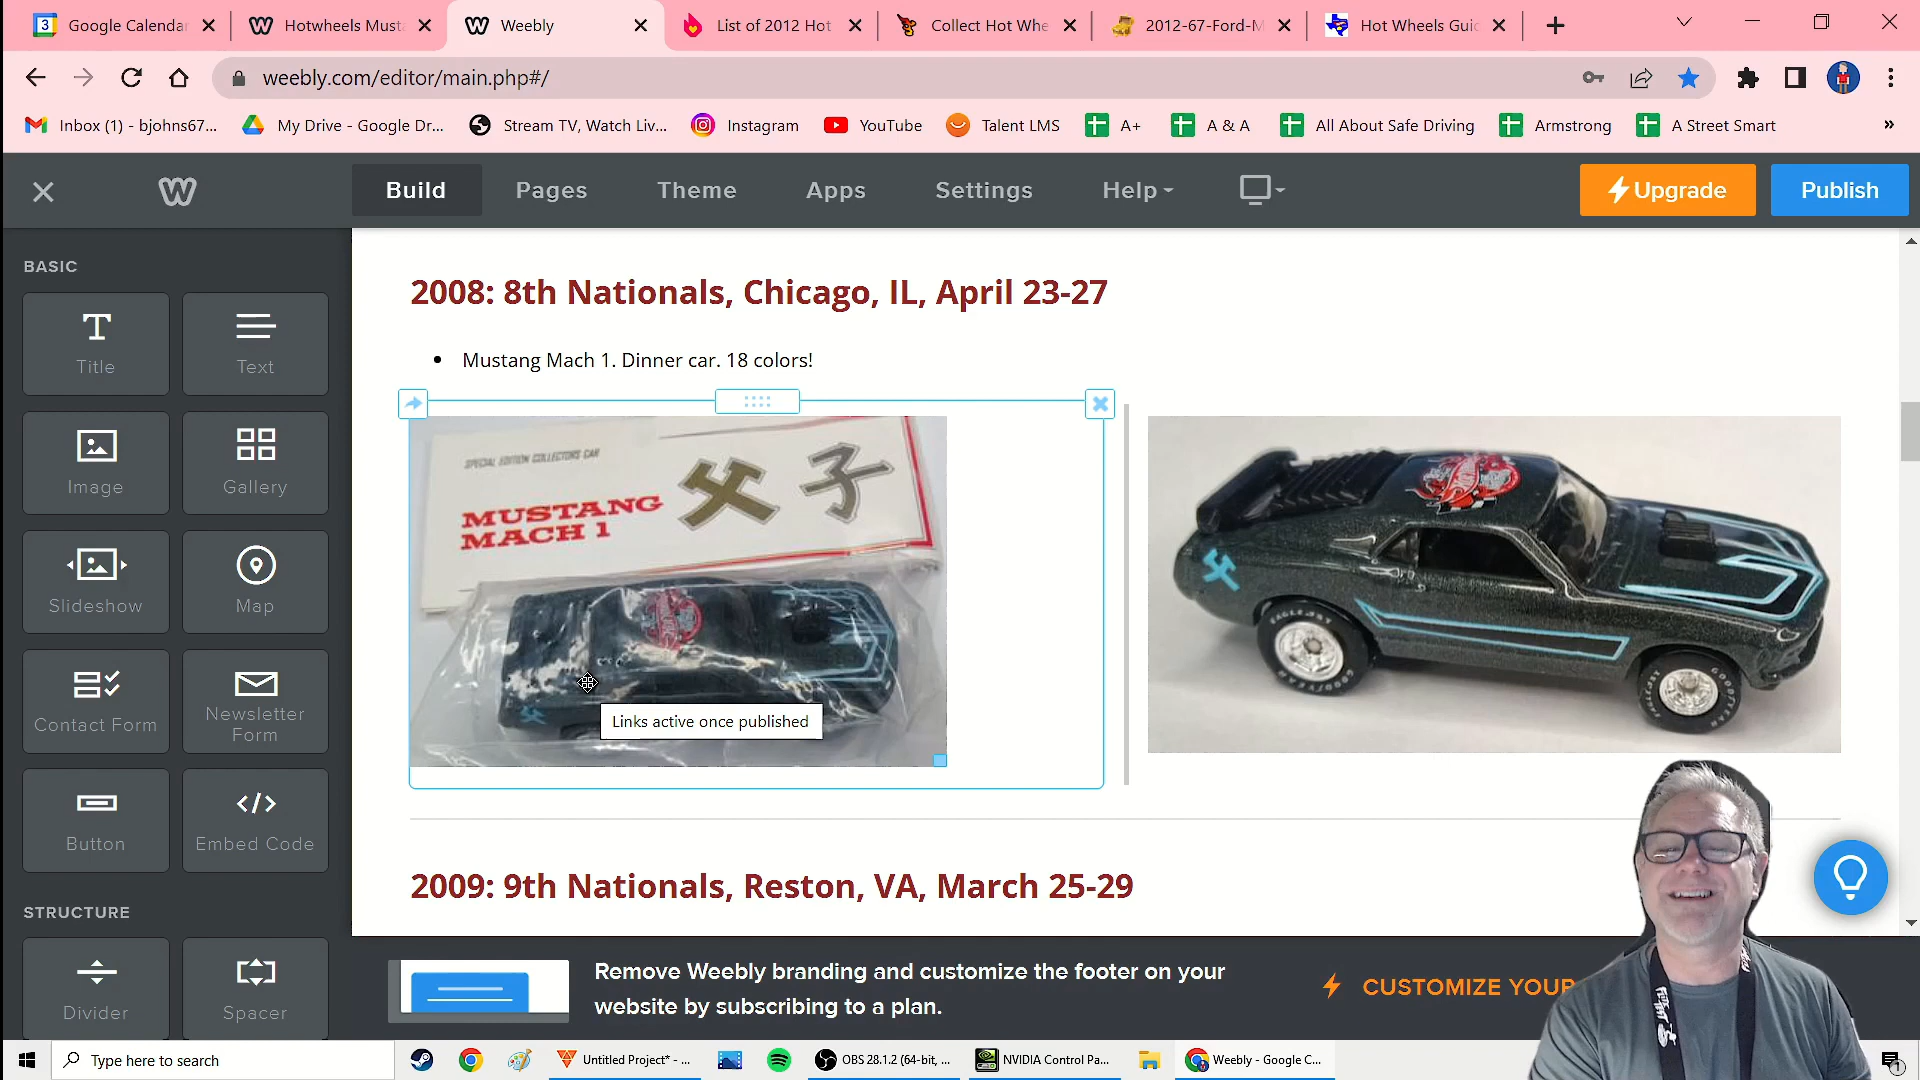 3 Google Calendar
Hotwheels Must
Weebly
List of 2012 Hot
Collect Hot Whe
2012-67-Ford-M
Hot Wheels Gui
weebly.com/editor/main.php#/
Inbox (1) - bjohns67...
My Drive - Google Dr...
Stream TV, Watch Liv...
Instagram
YouTube
Talent LMS
A+
A & A
All About Safe Driving
Armstrong
A Street Smart
»
W
Build
Pages
Theme
Apps
Settings
Help
Upgrade
Publish
BASIC
Title
Text
Image
Gallery
Slideshow
Map
Contact Form
Newsletter
Form
Button
Embed Code
STRUCTURE
Divider
Spacer
2008: 8th Nationals, Chicago, IL, April 23-27
• Mustang Mach 1. Dinner car. 18 colors!
SPECIAL EDITION COLLECTORS CAR
MUSTANG
MACH 1
父子
GOODYEAR
Links active once published
2009: 9th Nationals, Reston, VA, March 25-29
Remove Weebly branding and customize the footer on your
website by subscribing to a plan.
CUSTOMIZE YOUR
Type here to search
Untitled Project* - ...
OBS 28.1.2 (64-bit, ...
NVIDIA Control Pa...
Weebly - Google C...
1